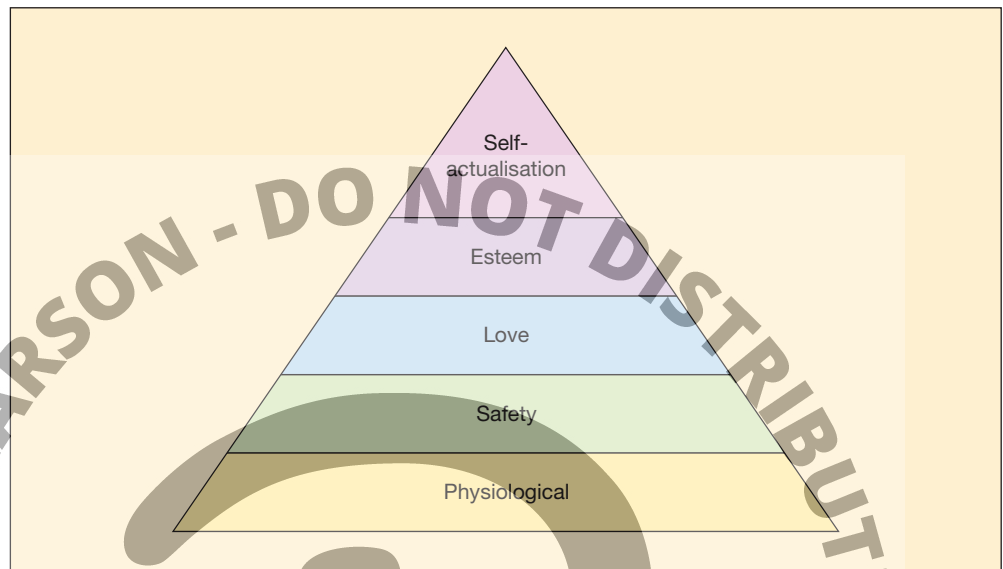 Self-
actualisation
Esteem
Love
Safety
Physiological
ARSON - DO NOT DISTRIBUT